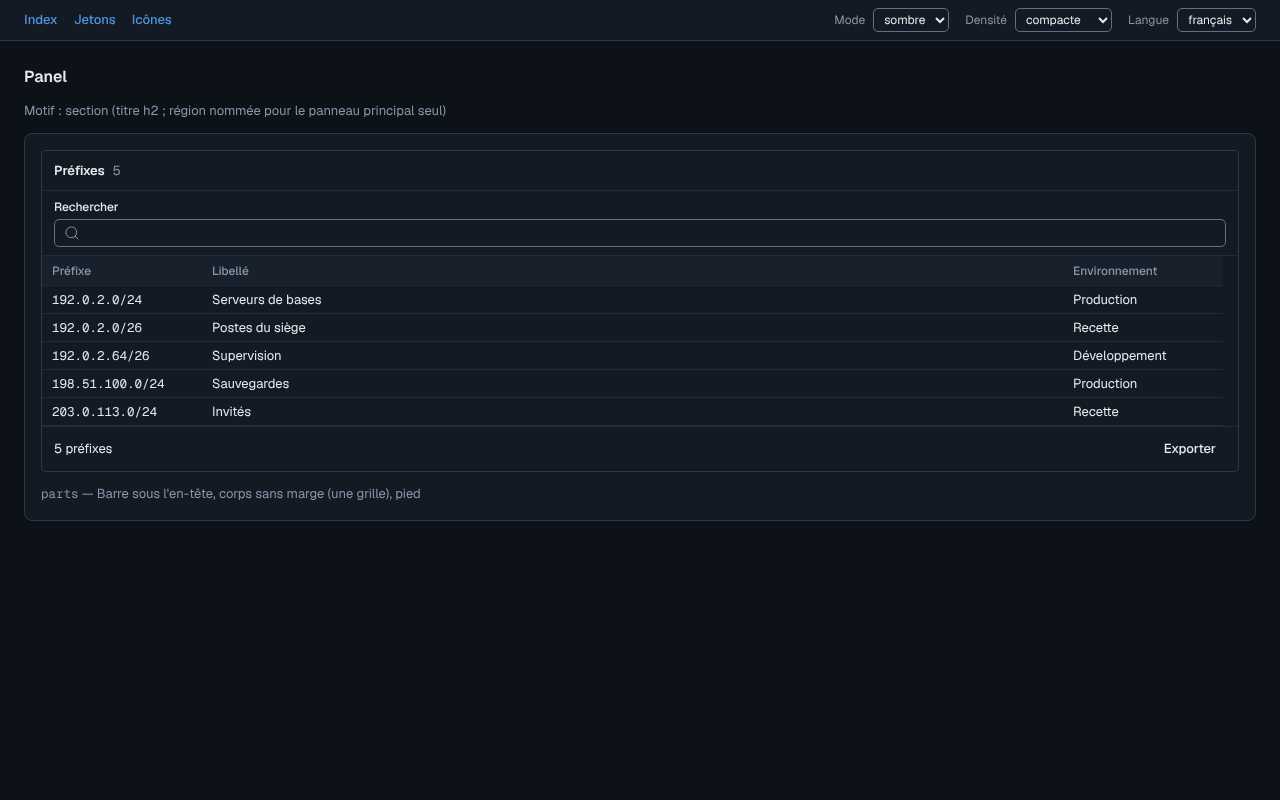 Index Jetons Icônes Mode sombre Densité compacte Langue français
Panel
Motif : section (titre h2 ; région nommée pour le panneau principal seul)
Préfixes 5
Rechercher
Préfixe Libellé Environnement
192.0.2.0/24 Serveurs de bases Production
192.0.2.0/26 Postes du siège Recette
192.0.2.64/26 Supervision Développement
198.51.100.0/24 Sauvegardes Production
203.0.113.0/24 Invités Recette
5 préfixes Exporter
parts — Barre sous l'en-tête, corps sans marge (une grille), pied